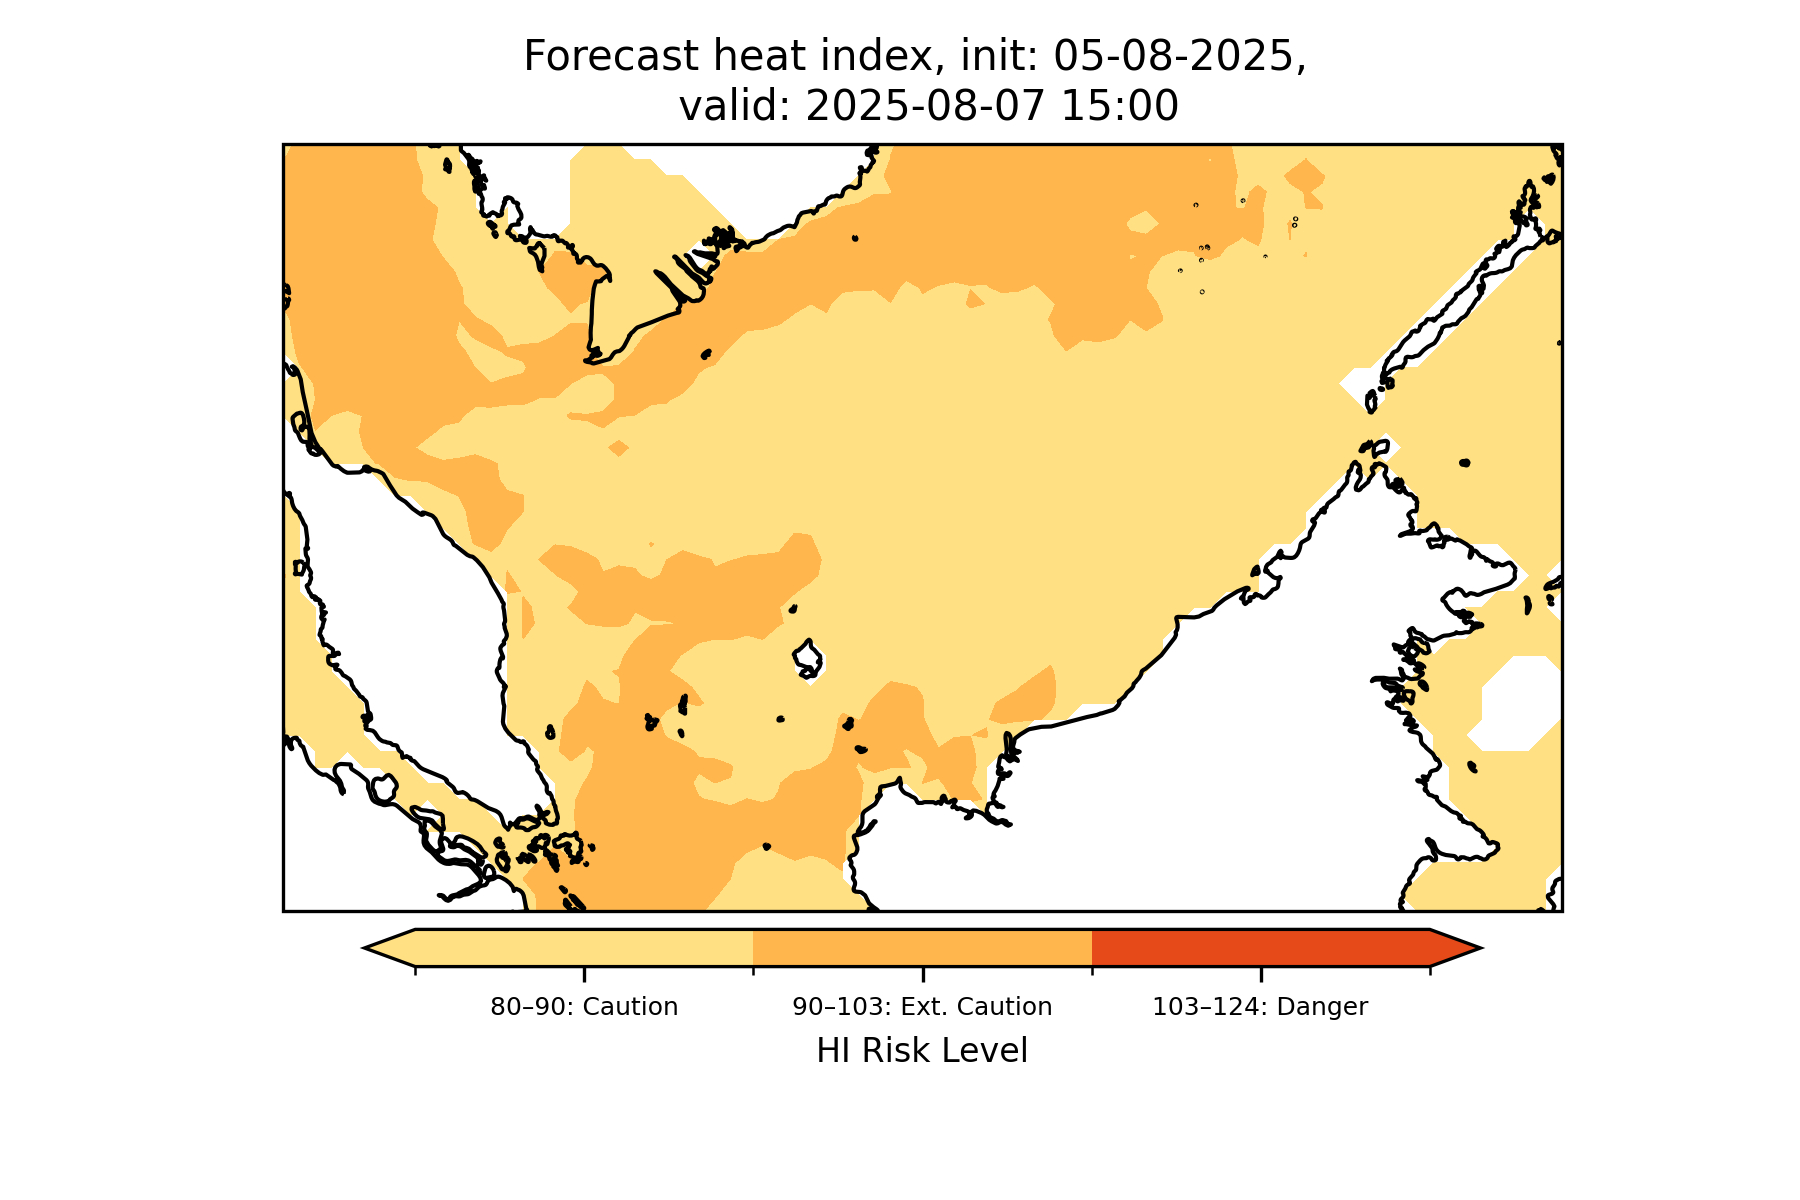 Forecast heat index, init: 05-08-2025,
valid: 2025-08-07 15:00
80–90: Caution
90–103: Ext. Caution
103–124: Danger
HI Risk Level